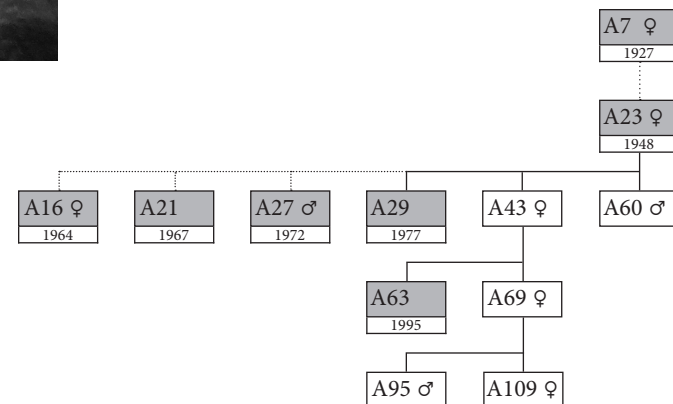 A7 ♀
1927
A23 ♀
1948
A16 ♀
A21
A27 ♂
A29
A43 ♀
A60 ♂
1964
1967
1972
1977
A63
A69 ♀
1995
A95 ♂
A109 ♀